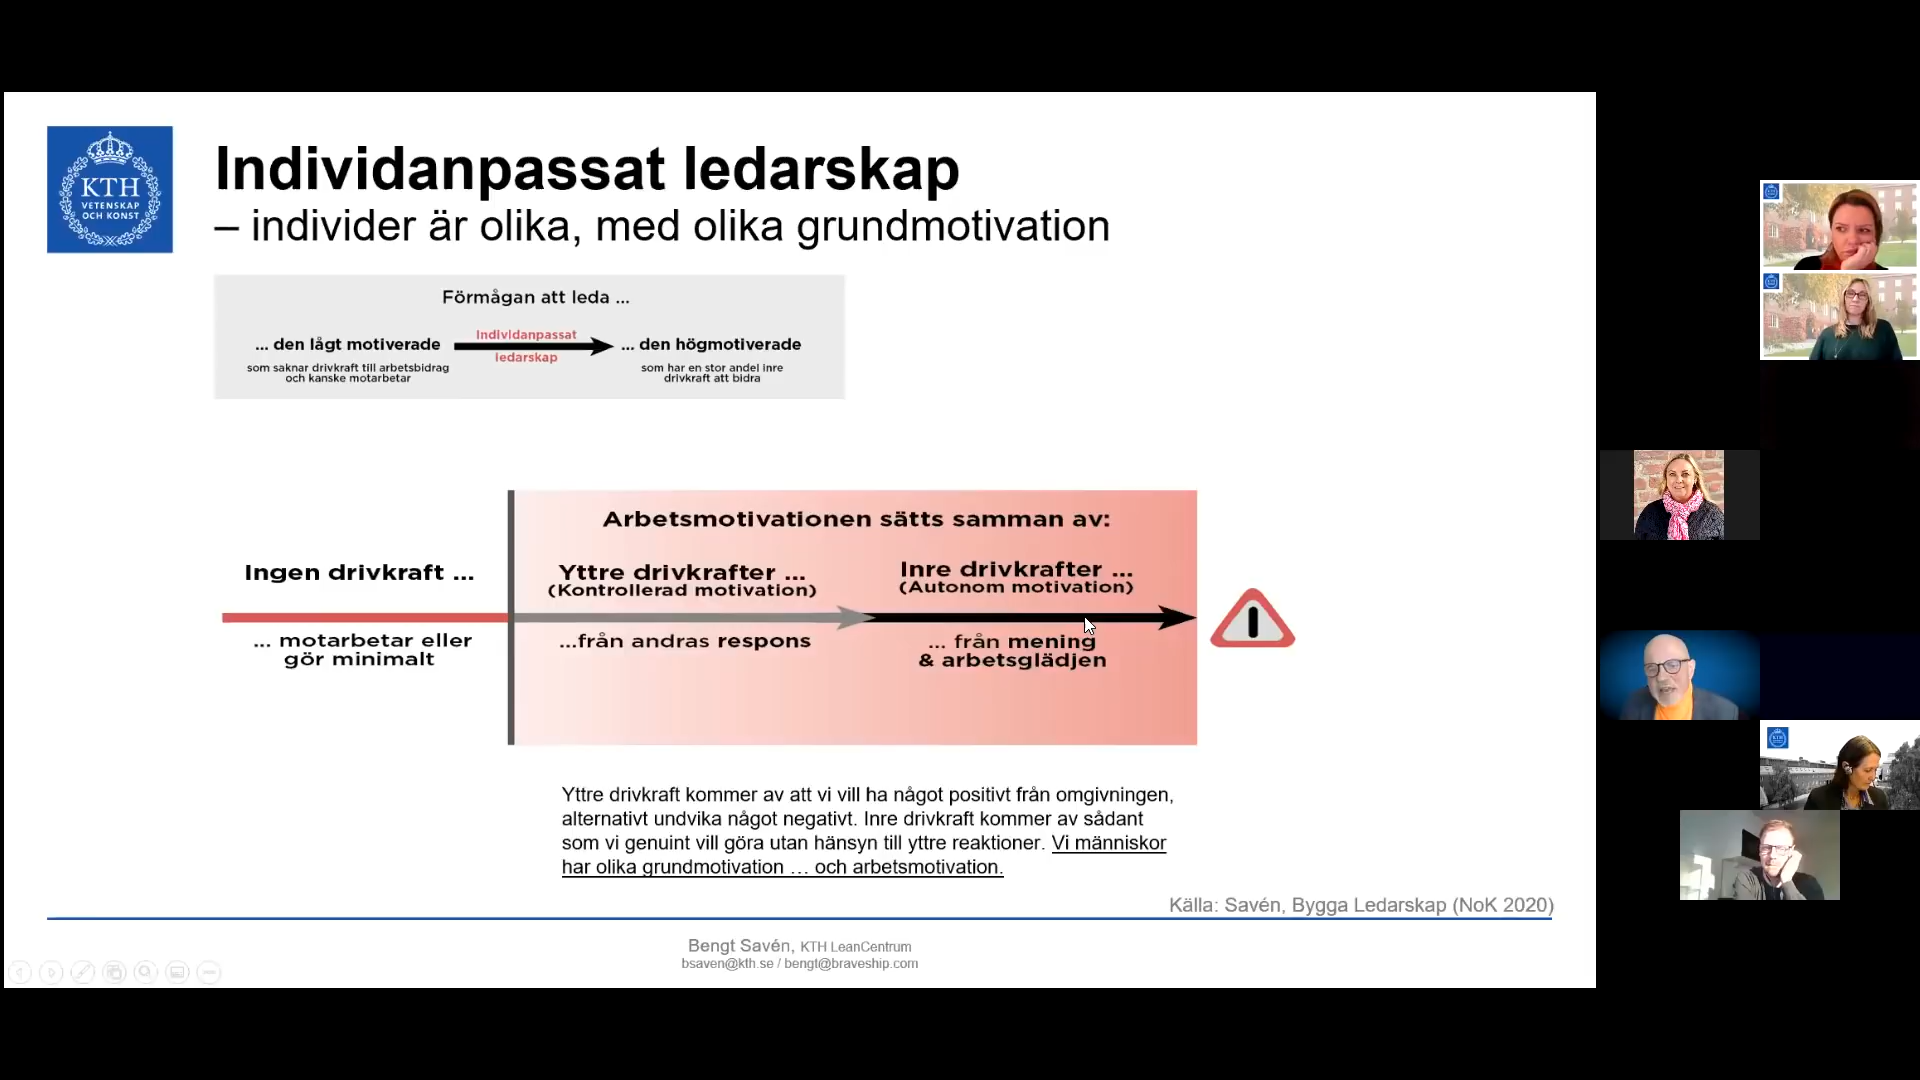 KTH
VETENSKAP
OCH KONST
Individanpassat ledarskap
– individer är olika, med olika grundmotivation
Förmågan att leda ...
... den lågt motiverade
som saknar drivkraft till arbetsbidrag
och kanske motarbetar
Individanpassat
ledarskap
... den högmotiverade
som har en stor andel inre
drivkraft att bidra
Arbetsmotivationen sätts samman av:
Ingen drivkraft ...
... motarbetar eller
gör minimalt
Yttre drivkrafter ...
(Kontrollerad motivation)
...från andras respons
Inre drivkrafter ...
(Autonom motivation)
... från mening
& arbetsglädjen
Yttre drivkraft kommer av att vi vill ha något positivt från omgivningen,
alternativt undvika något negativt. Inre drivkraft kommer av sådant
som vi genuint vill göra utan hänsyn till yttre reaktioner. Vi människor
har olika grundmotivation … och arbetsmotivation.
Källa: Savén, Bygga Ledarskap (NoK 2020)
Bengt Savén, KTH LeanCentrum
bsaven@kth.se / bengt@braveship.com